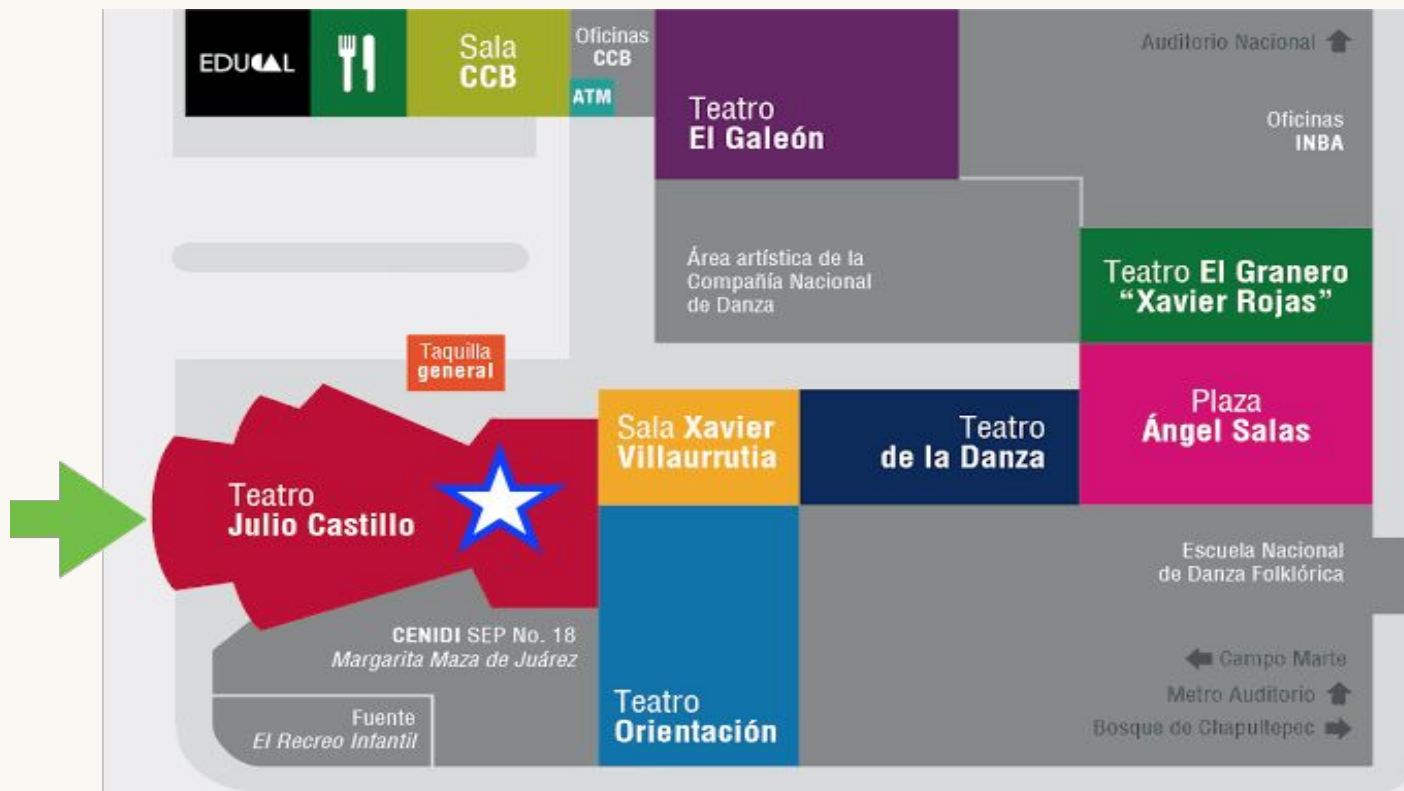 EDUCAL
Sala
CCB
Oficinas
CCB
ATM
Teatro
El Galeón
Auditorio Nacional
Oficinas
INBA
Área artística de la
Compañía Nacional
de Danza
Teatro El Granero
“Xavier Rojas”
Taquilla
general
Plaza
Ángel Salas
Sala Xavier
Villaurrutia
Teatro
de la Danza
Teatro
Julio Castillo
Escuela Nacional
de Danza Folklórica
CENIDI SEP No. 18
Margarita Maza de Juárez
Campo Marte
Metro Auditorio
Bosque de Chapultepec
Teatro
Orientación
Fuente
El Recreo Infantil